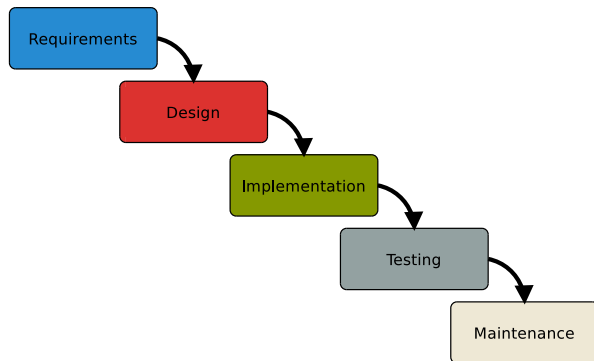 Requirements
Design
Implementation
Testing
Maintenance